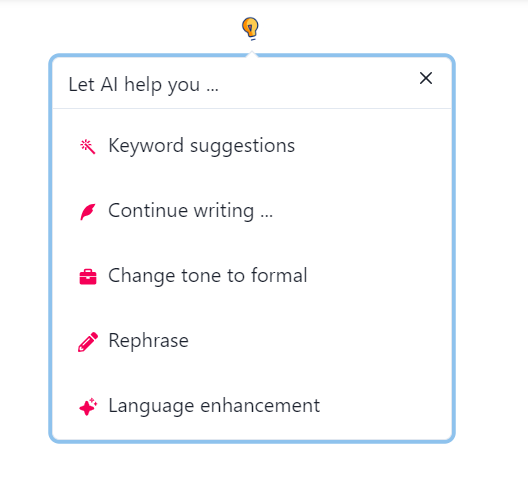 Let AI help you ...
Keyword suggestions
Continue writing ...
Change tone to formal
Rephrase
Language enhancement